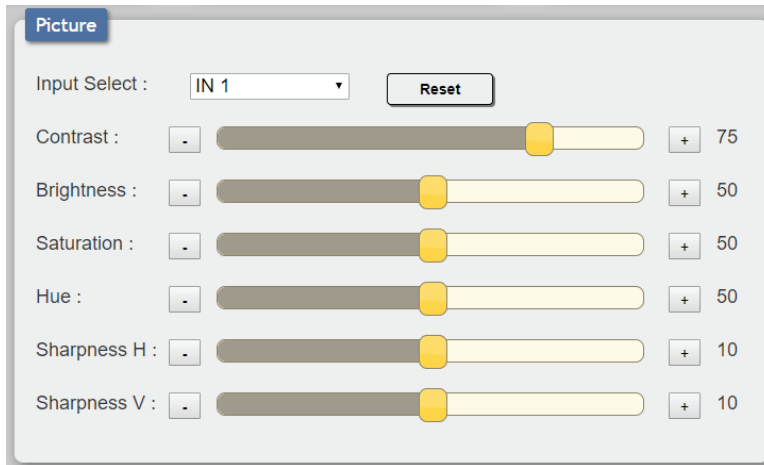 Picture
Input Select : IN 1 Reset
Contrast : - + 75
Brightness : - + 50
Saturation : - + 50
Hue : - + 50
Sharpness H : - + 10
Sharpness V : - + 10